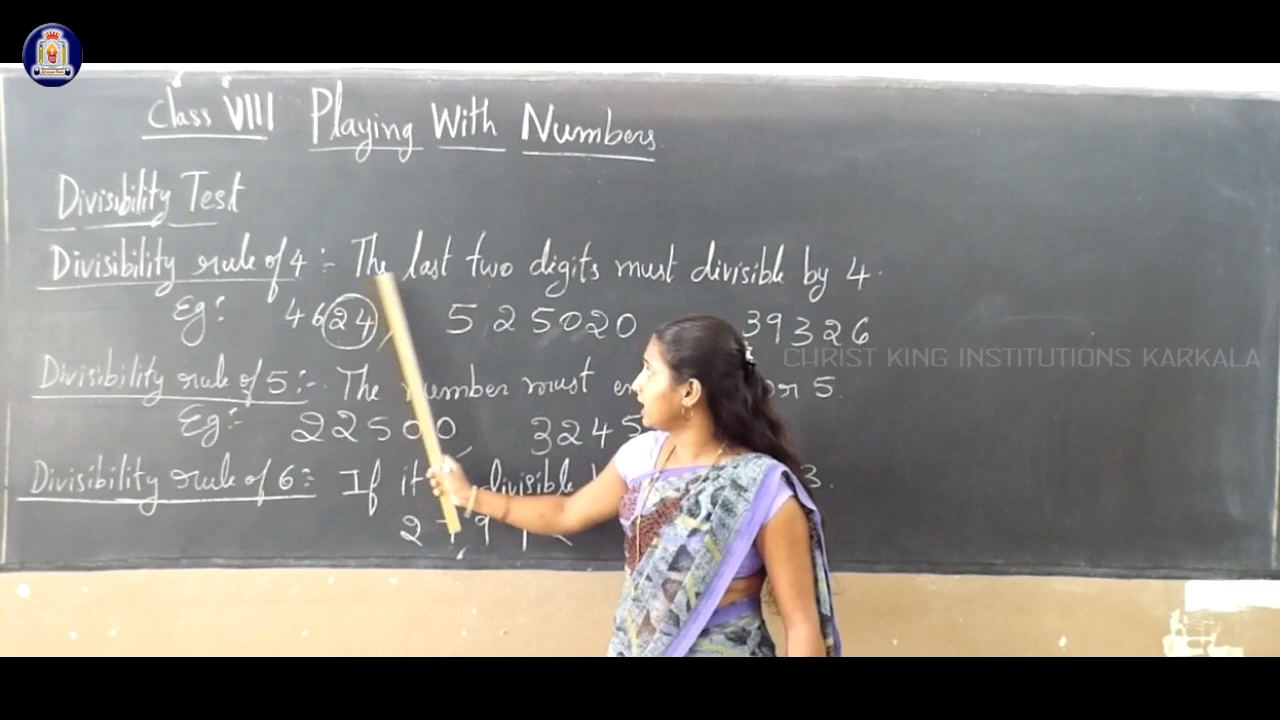 Class VIII Playing With Numbers
Divisibility Test
Divisibility rule of 4 :- The last two digits must divisible by 4.
Eg: 4624, 525020 39326
CHRIST KING INSTITUTIONS KARKALA
Divisibility rule of 5 :- The number must 5.
Eg:- 22500, 3245
Divisibility rule of 6 :- If it divisible 3.